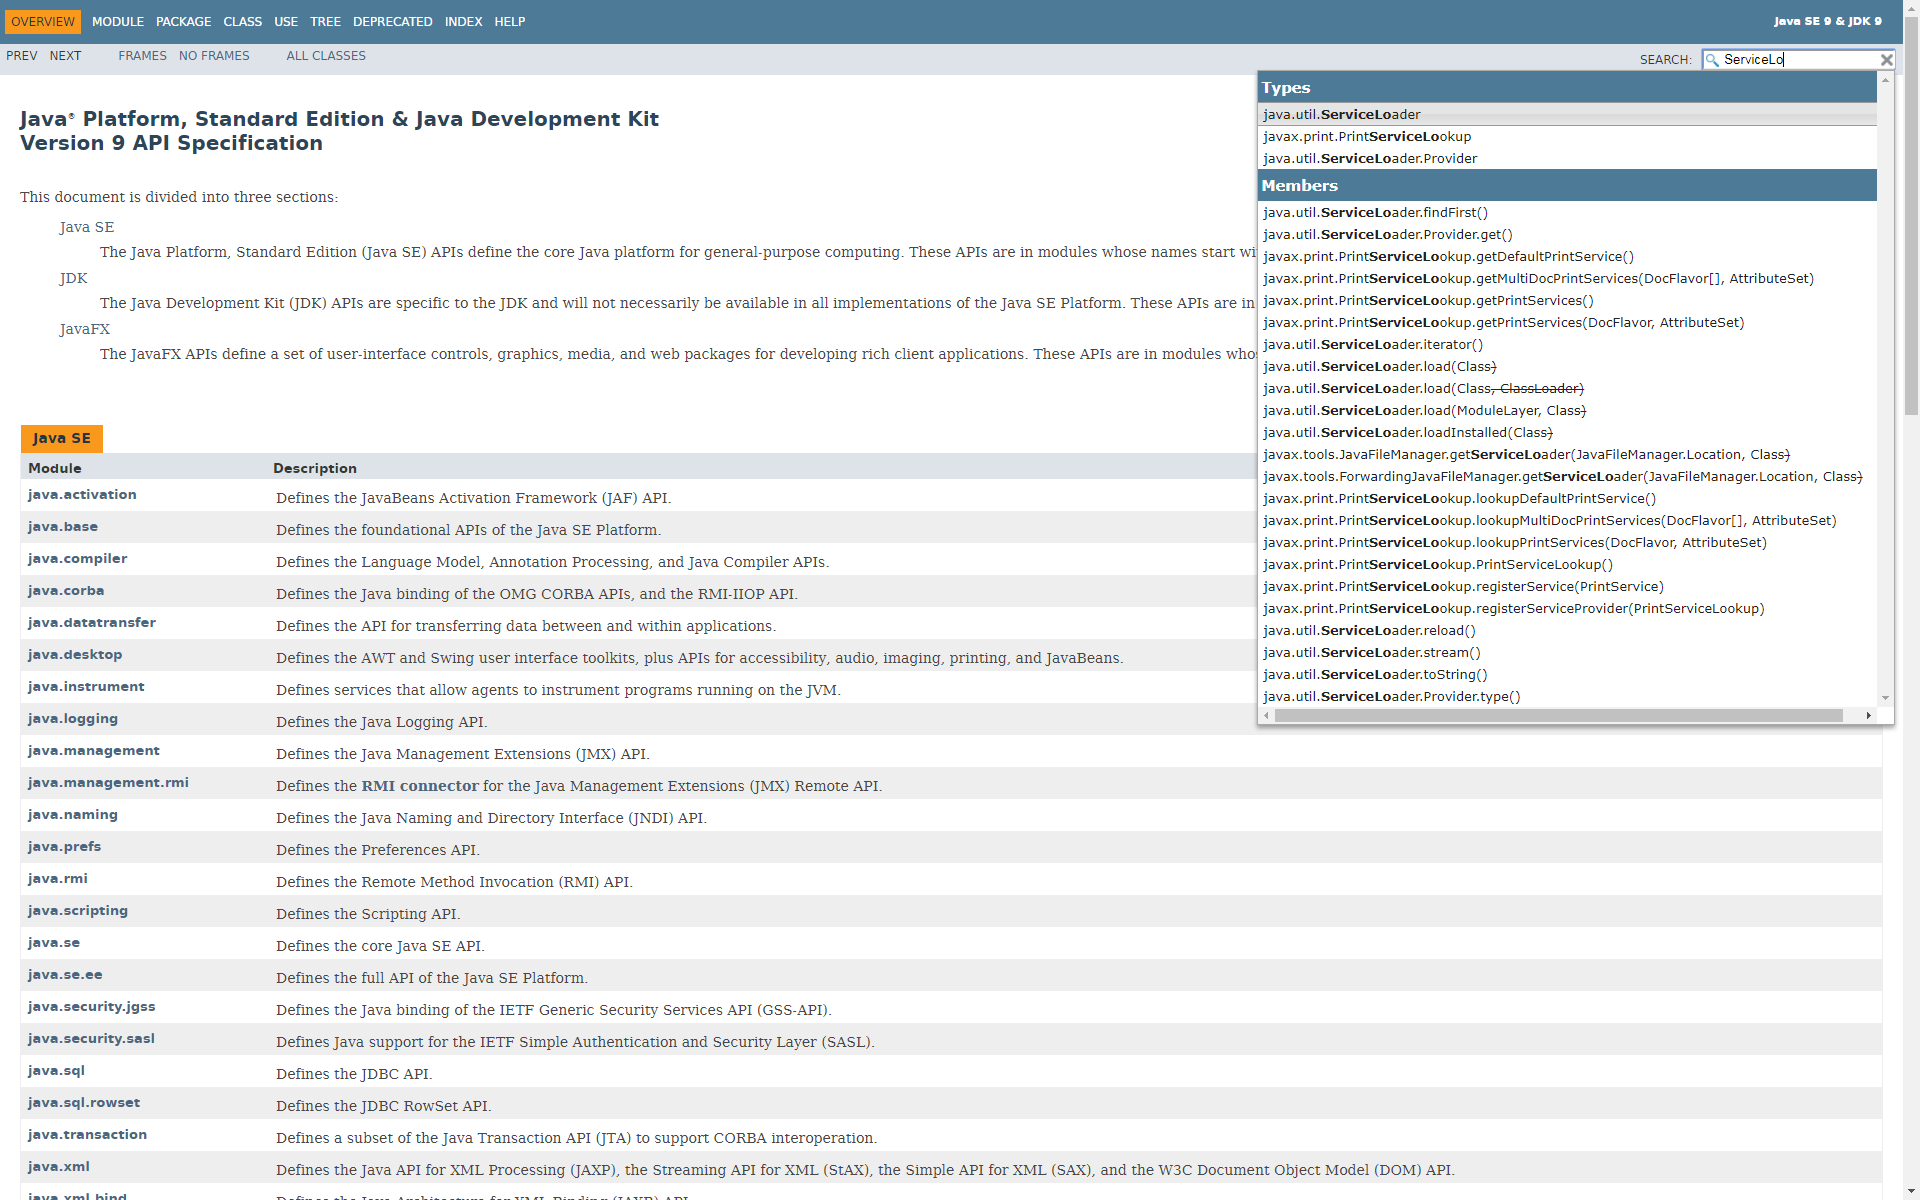 OVERVIEW MODULE PACKAGE CLASS USE TREE DEPRECATED INDEX HELP
Java SE 9 & JDK 9
PREV NEXT FRAMES NO FRAMES ALL CLASSES
SEARCH: ServiceLo
Java® Platform, Standard Edition & Java Development Kit
Version 9 API Specification
This document is divided into three sections:
Java SE
The Java Platform, Standard Edition (Java SE) APIs define the core Java platform for general-purpose computing. These APIs are in modules whose names start wi
JDK
The Java Development Kit (JDK) APIs are specific to the JDK and will not necessarily be available in all implementations of the Java SE Platform. These APIs are in
JavaFX
The JavaFX APIs define a set of user-interface controls, graphics, media, and web packages for developing rich client applications. These APIs are in modules who
Types
java.util.ServiceLoader
javax.print.PrintServiceLookup
java.util.ServiceLoader.Provider
Members
java.util.ServiceLoader.findFirst()
java.util.ServiceLoader.Provider.get()
javax.print.PrintServiceLookup.getDefaultPrintService()
javax.print.PrintServiceLookup.getMultiDocPrintServices(DocFlavor[], AttributeSet)
javax.print.PrintServiceLookup.getPrintServices()
javax.print.PrintServiceLookup.getPrintServices(DocFlavor, AttributeSet)
java.util.ServiceLoader.iterator()
java.util.ServiceLoader.load(Class)
java.util.ServiceLoader.load(Class, ClassLoader)
java.util.ServiceLoader.load(ModuleLayer, Class)
java.util.ServiceLoader.loadInstalled(Class)
javax.tools.JavaFileManager.getServiceLoader(JavaFileManager.Location, Class)
javax.tools.ForwardingJavaFileManager.getServiceLoader(JavaFileManager.Location, Class)
javax.print.PrintServiceLookup.lookupDefaultPrintService()
javax.print.PrintServiceLookup.lookupMultiDocPrintServices(DocFlavor[], AttributeSet)
javax.print.PrintServiceLookup.lookupPrintServices(DocFlavor, AttributeSet)
javax.print.PrintServiceLookup.PrintServiceLookup()
javax.print.PrintServiceLookup.registerService(PrintService)
javax.print.PrintServiceLookup.registerServiceProvider(PrintServiceLookup)
java.util.ServiceLoader.reload()
java.util.ServiceLoader.stream()
java.util.ServiceLoader.toString()
java.util.ServiceLoader.Provider.type()
Java SE
Module Description
java.activation Defines the JavaBeans Activation Framework (JAF) API.
java.base Defines the foundational APIs of the Java SE Platform.
java.compiler Defines the Language Model, Annotation Processing, and Java Compiler APIs.
java.corba Defines the Java binding of the OMG CORBA APIs, and the RMI-IIOP API.
java.datatransfer Defines the API for transferring data between and within applications.
java.desktop Defines the AWT and Swing user interface toolkits, plus APIs for accessibility, audio, imaging, printing, and JavaBeans.
java.instrument Defines services that allow agents to instrument programs running on the JVM.
java.logging Defines the Java Logging API.
java.management Defines the Java Management Extensions (JMX) API.
java.management.rmi Defines the RMI connector for the Java Management Extensions (JMX) Remote API.
java.naming Defines the Java Naming and Directory Interface (JNDI) API.
java.prefs Defines the Preferences API.
java.rmi Defines the Remote Method Invocation (RMI) API.
java.scripting Defines the Scripting API.
java.se Defines the core Java SE API.
java.se.ee Defines the full API of the Java SE Platform.
java.security.jgss Defines the Java binding of the IETF Generic Security Services API (GSS-API).
java.security.sasl Defines Java support for the IETF Simple Authentication and Security Layer (SASL).
java.sql Defines the JDBC API.
java.sql.rowset Defines the JDBC RowSet API.
java.transaction Defines a subset of the Java Transaction API (JTA) to support CORBA interoperation.
java.xml Defines the Java API for XML Processing (JAXP), the Streaming API for XML (StAX), the Simple API for XML (SAX), and the W3C Document Object Model (DOM) API.
java.xml.bind Defines the Java Architecture for XML Binding (JAXB) API.